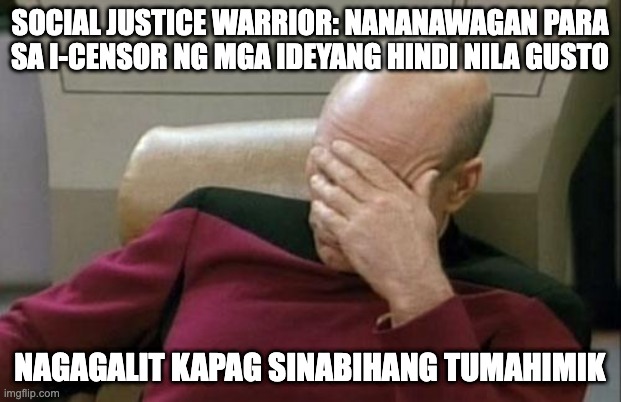 SOCIAL JUSTICE WARRIOR: NANANAWAGAN PARA
SA I-CENSOR NG MGA IDEYANG HINDI NILA GUSTO
NAGAGALIT KAPAG SINABIHANG TUMAHIMIK
imgflip.com